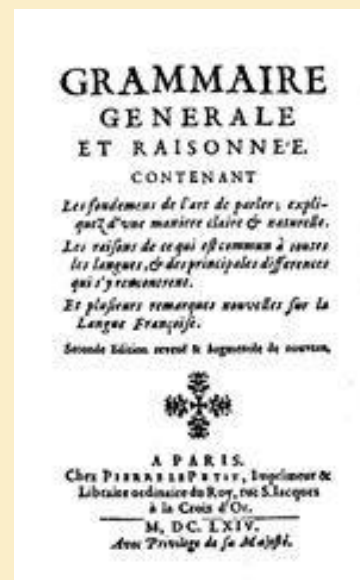 GRAMMAIRE
GENERALE
ET RAISONNE'E.
CONTENANT
Les fondemens de l'art de parler; expli-
quez d'vne maniere claire & naturelle.
Les raisons de ce qui est commun à toutes
les langues, & des principales differences
qui s'y rencontrent.
Et plusieurs remarques nouvelles sur la
Langue Françoise.
Seconde Edition reveuë & augmentée de nouveau.
A PARIS.
Chez PIERRE LE PETIT, Imprimeur &
Libraire ordinaire du Roy, ruë S. Iacques
à la Croix d'Or.
M, DC. LXIV.
Avec Privilege de sa Majesté.